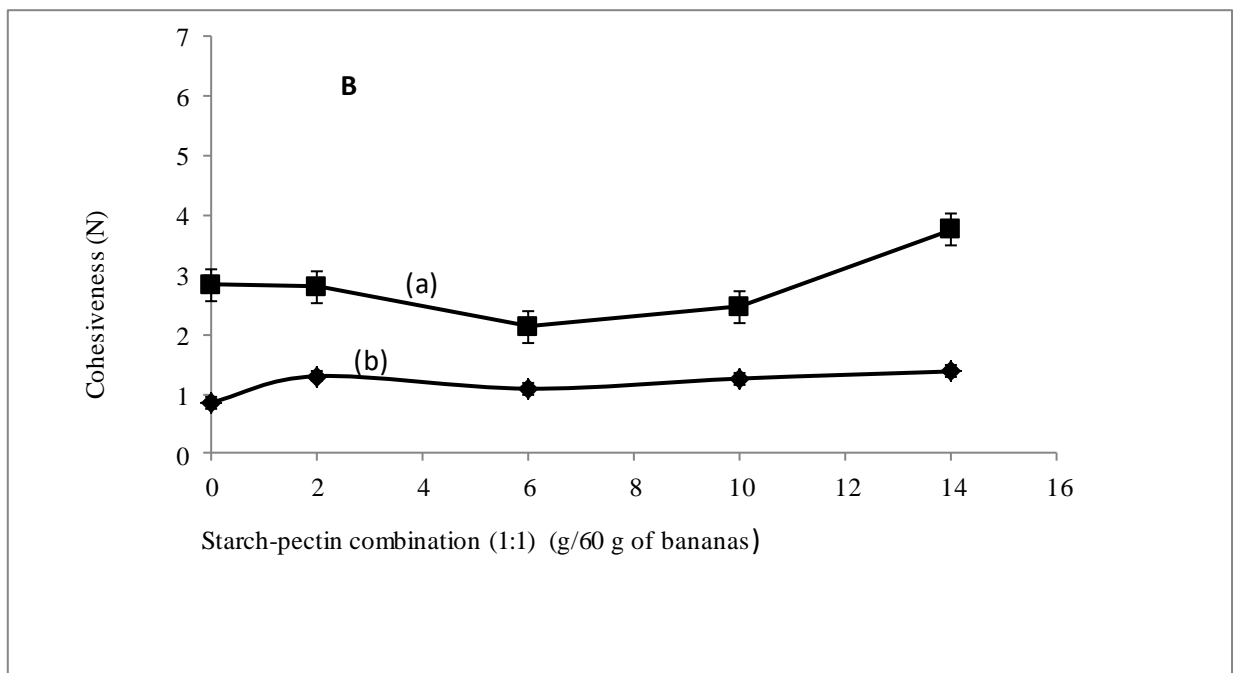 7
B
6
5
4
3
(a)
2
(b)
1
0
Cohesiveness (N)
0 2 4 6 8 10 12 14 16
Starch-pectin combination (1:1) (g/60 g of bananas)